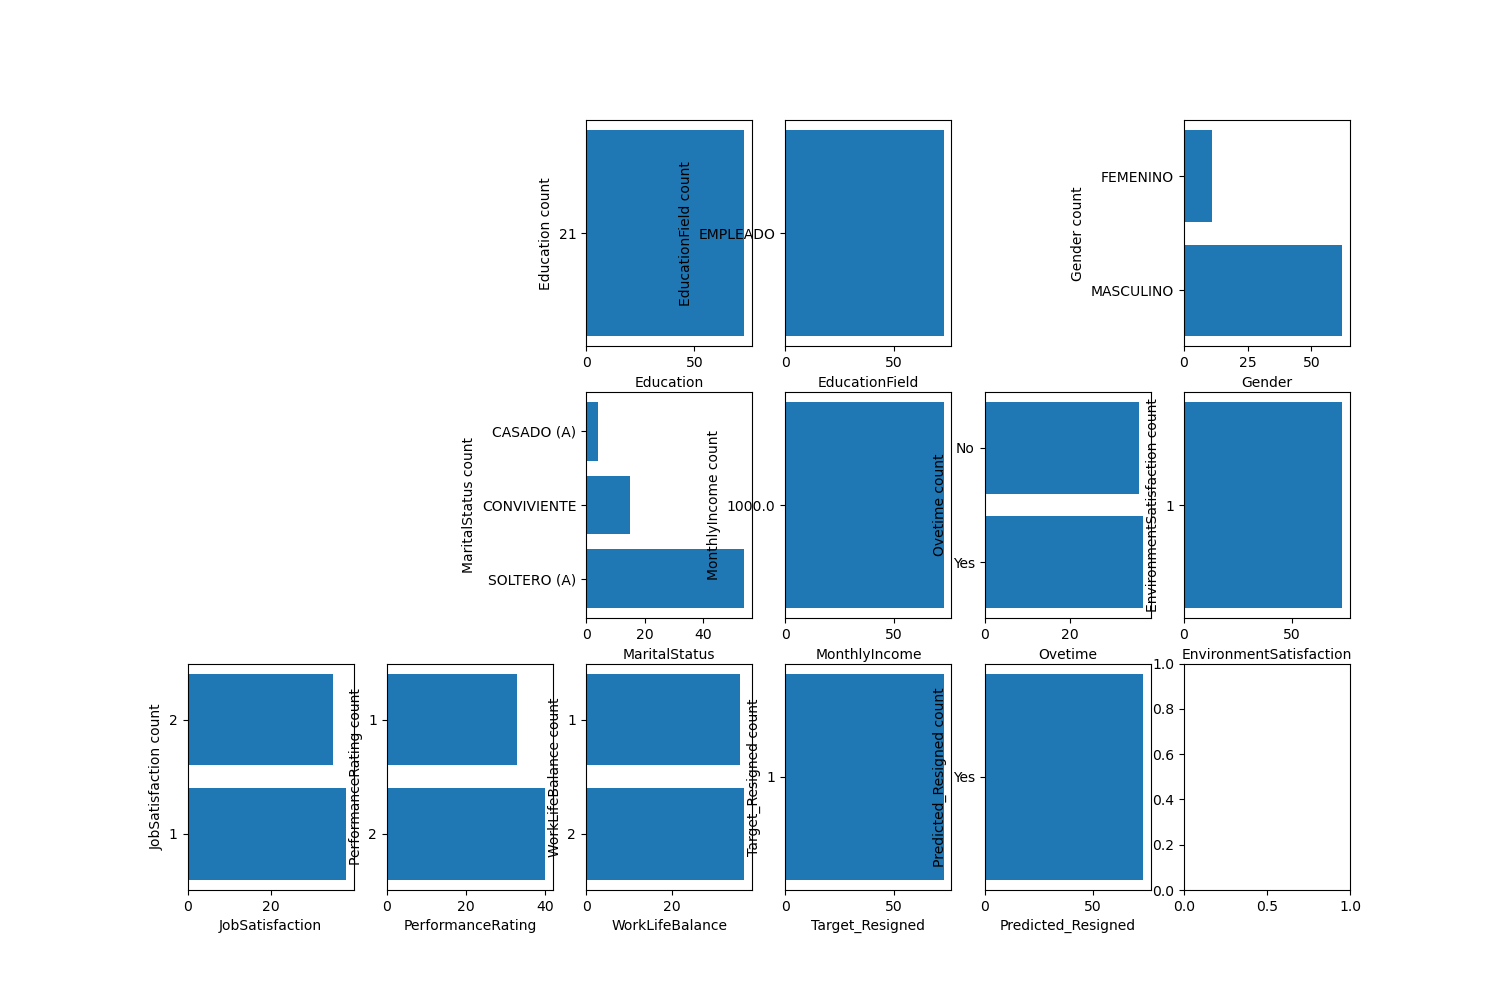 Education count
21
0 50
Education
EducationField count
EMPLEADO
0 50
EducationField
Gender count
FEMENINO
MASCULINO
0 25 50
Gender
MaritalStatus count
CASADO (A)
CONVIVIENTE
SOLTERO (A)
0 20 40
MaritalStatus
MonthlyIncome count
1000.0
0 50
MonthlyIncome
Ovetime count
No
Yes
0 20
Ovetime
EnvironmentSatisfaction count
1
0 50
EnvironmentSatisfaction
JobSatisfaction count
2
1
0 20
JobSatisfaction
PerformanceRating count
1
2
0 20 40
PerformanceRating
WorkLifeBalance count
1
2
0 20
WorkLifeBalance
Target_Resigned count
1
0 50
Target_Resigned
Predicted_Resigned count
Yes
0 50
Predicted_Resigned
1.0
0.8
0.6
0.4
0.2
0.0
0.0 0.5 1.0